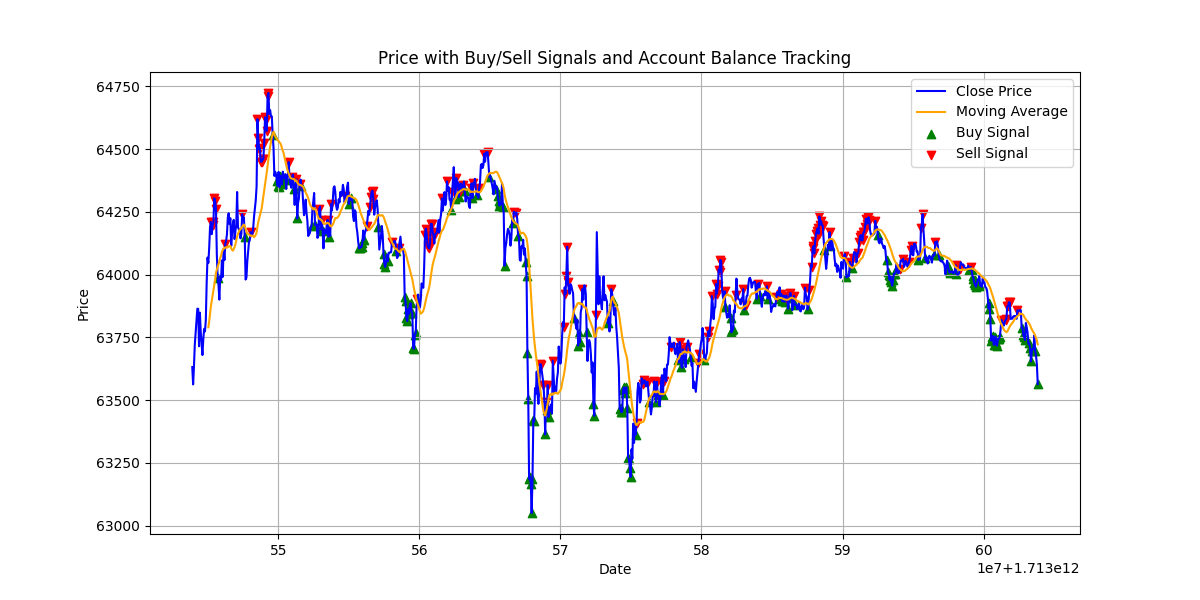 Price with Buy/Sell Signals and Account Balance Tracking
Close Price
Moving Average
Buy Signal
Sell Signal
64750
64500
64250
64000
63750
63500
63250
63000
Price
55 56 57 58 59 60
Date
1e7+1.713e12